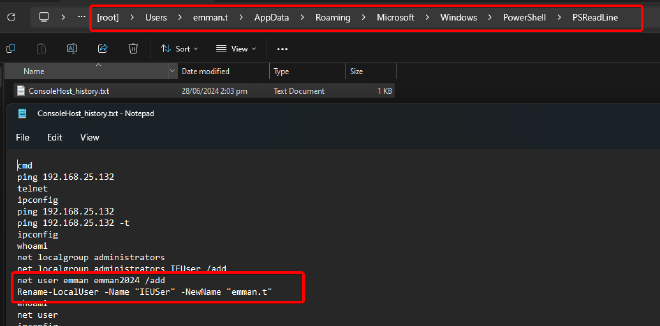 [root] > Users > emman.t > AppData > Roaming > Microsoft > Windows > PowerShell > PSReadLine
Sort View
Name Date modified Type Size
ConsoleHost_history.txt 28/06/2024 2:03 pm Text Document 1 KB
ConsoleHost_history.txt - Notepad
File Edit View
cmd
ping 192.168.25.132
telnet
ipconfig
ping 192.168.25.132
ping 192.168.25.132 -t
ipconfig
whoami
net localgroup administrators
net localgroup administrators IEUser /add
net user emman emman2024 /add
Rename-LocalUser -Name "IEUSer" -NewName "emman.t"
whoami
net user
ipconfig